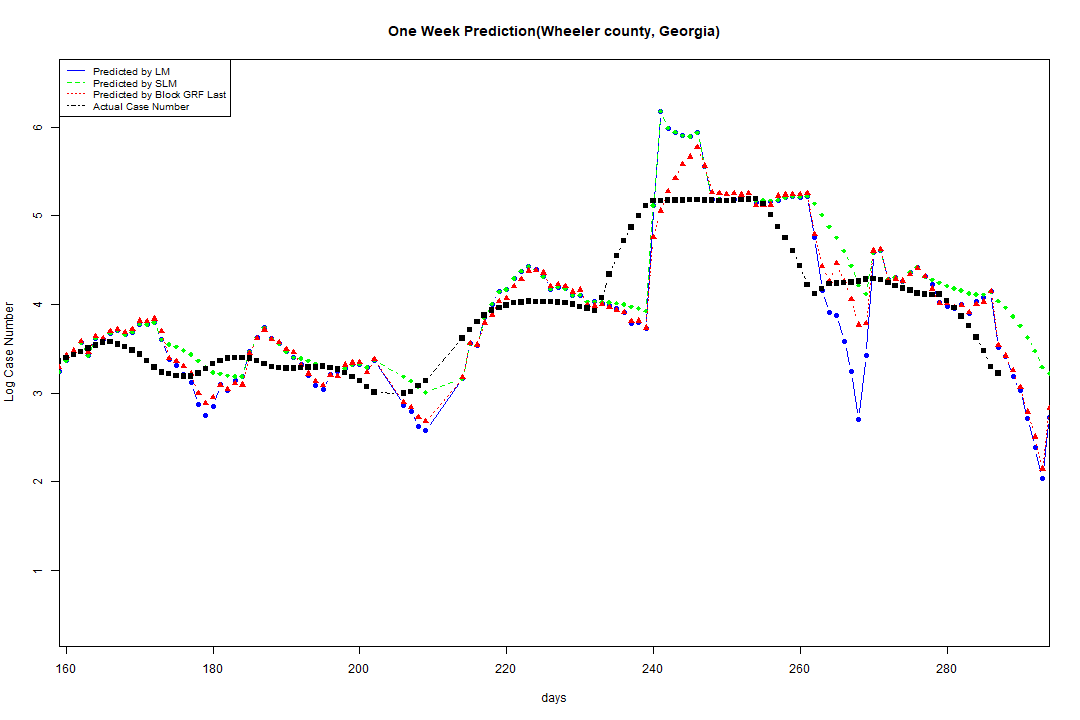 One Week Prediction(Wheeler county, Georgia)
Predicted by LM
Predicted by SLM
Predicted by Block GRF Last
Actual Case Number
6
5
4
3
2
1
Log Case Number
160 180 200 220 240 260 280
days